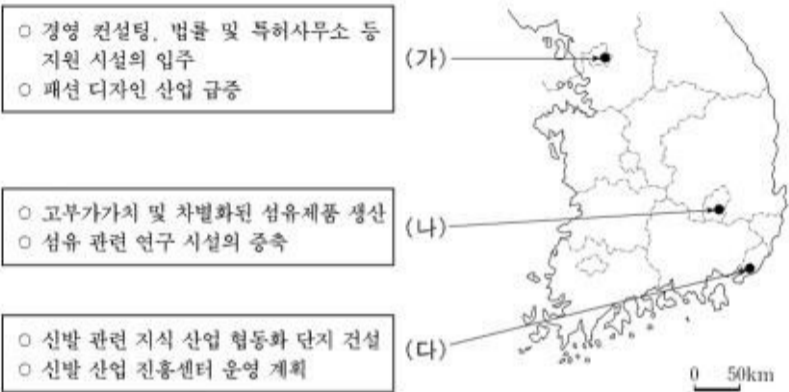 ○ 경영 컨설팅, 법률 및 특허사무소 등
지원 시설의 입주
○ 패션 디자인 산업 급증
(가)
○ 고부가가치 및 차별화된 섬유제품 생산
○ 섬유 관련 연구 시설의 증축
(나)
○ 신발 관련 지식 산업 협동화 단지 건설
○ 신발 산업 진흥센터 운영 계획
(다)
0 50km